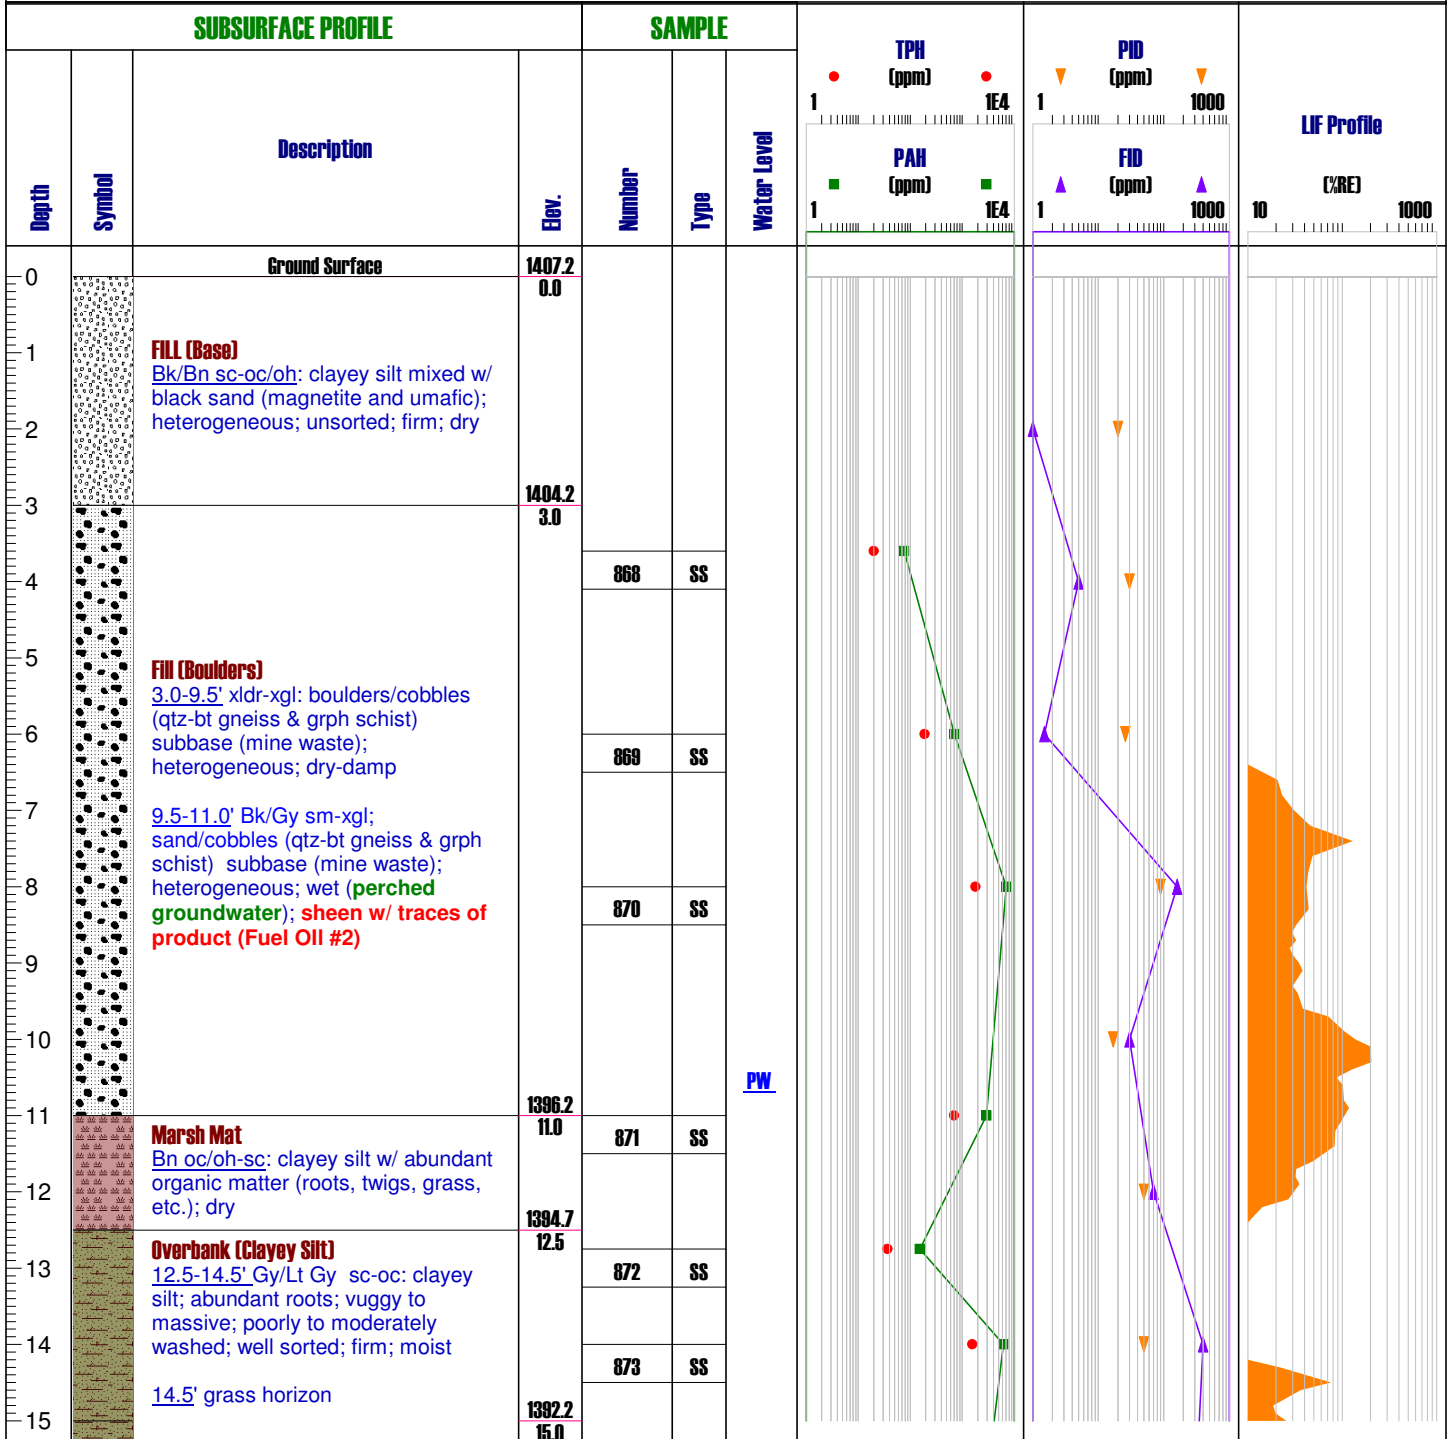 SUBSURFACE PROFILE
SAMPLE
Depth
Symbol
Description
Elev.
Number
Type
Water Level
TPH
(ppm)
1 1E4
PAH
(ppm)
1 1E4
PID
(ppm)
1 1000
FID
(ppm)
1 1000
LIF Profile
(%RE)
10 1000
0
1
2
3
4
5
6
7
8
9
10
11
12
13
14
15
Ground Surface
1407.2
0.0
FILL (Base)
Bk/Bn sc-oc/oh: clayey silt mixed w/
black sand (magnetite and umafic);
heterogeneous; unsorted; firm; dry
1404.2
3.0
Fill (Boulders)
3.0-9.5' xldr-xgl: boulders/cobbles
(qtz-bt gneiss & grph schist)
subbase (mine waste);
heterogeneous; dry-damp
9.5-11.0' Bk/Gy sm-xgl;
sand/cobbles (qtz-bt gneiss & grph
schist) subbase (mine waste);
heterogeneous; wet (perched
groundwater); sheen w/ traces of
product (Fuel OIl #2)
1396.2
11.0
Marsh Mat
Bn oc/oh-sc: clayey silt w/ abundant
organic matter (roots, twigs, grass,
etc.); dry
1394.7
12.5
Overbank (Clayey Silt)
12.5-14.5' Gy/Lt Gy sc-oc: clayey
silt; abundant roots; vuggy to
massive; poorly to moderately
washed; well sorted; firm; moist
14.5' grass horizon
1392.2
15.0
868 SS
869 SS
870 SS
871 SS
872 SS
873 SS
PW